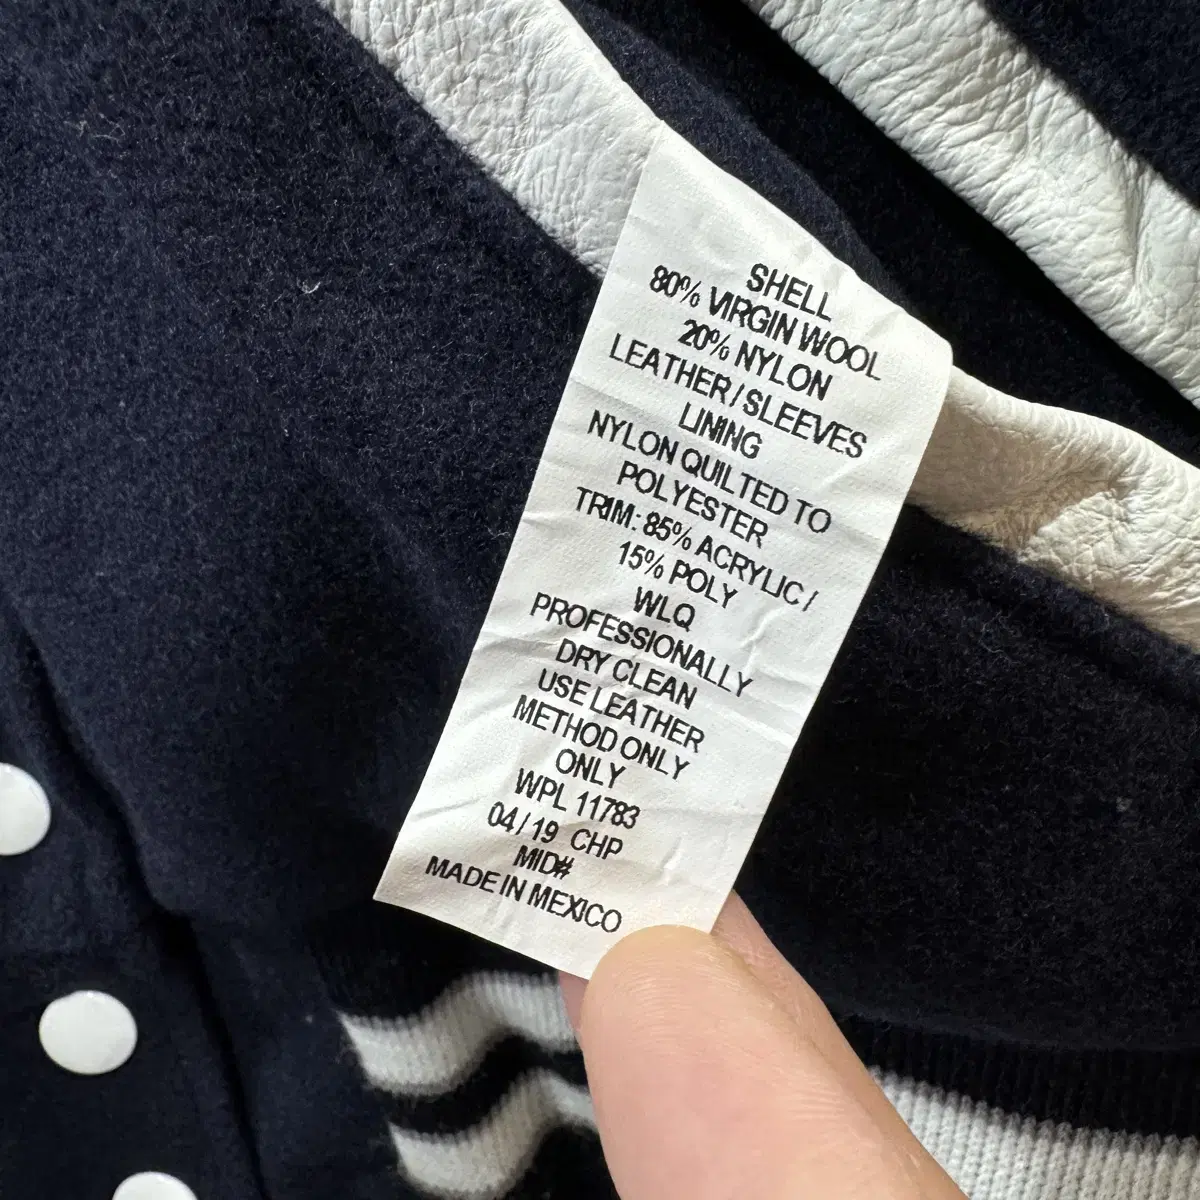 SHELL
80% VIRGIN WOOL
20% NYLON
LEATHER / SLEEVES
LINING
NYLON QUILTED TO
POLYESTER
TRIM: 85% ACRYLIC /
15% POLY
WLQ
PROFESSIONALLY
DRY CLEAN
USE LEATHER
METHOD ONLY
ONLY
WPL 11783
04 / 19 CHP
MID#
MADE IN MEXICO